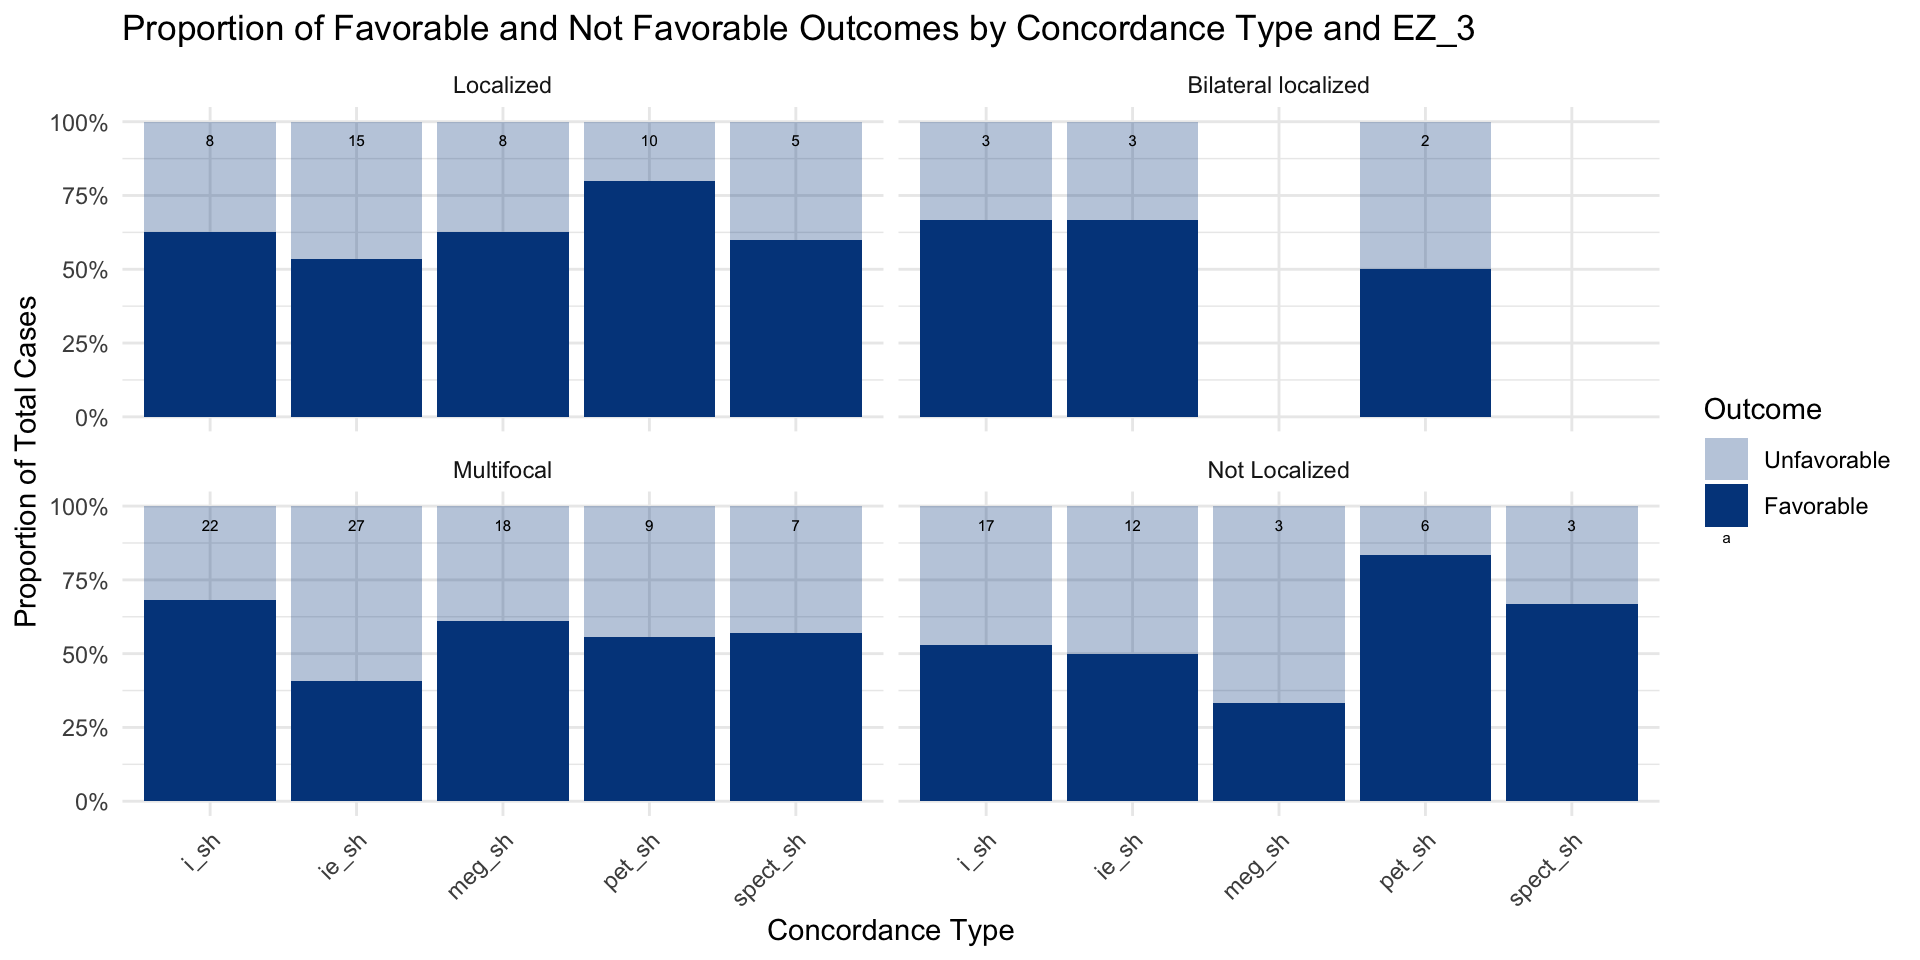 Proportion of Favorable and Not Favorable Outcomes by Concordance Type and EZ_3
Localized
Bilateral localized
100%
75%
50%
25%
0%
8
15
8
10
5
3
3
2
Multifocal
Not Localized
100%
75%
50%
25%
0%
22
27
18
9
7
17
12
3
6
3
i_sh
ie_sh
meg_sh
pet_sh
spect_sh
i_sh
ie_sh
meg_sh
pet_sh
spect_sh
Concordance Type
Proportion of Total Cases
Outcome
Unfavorable
Favorable
a